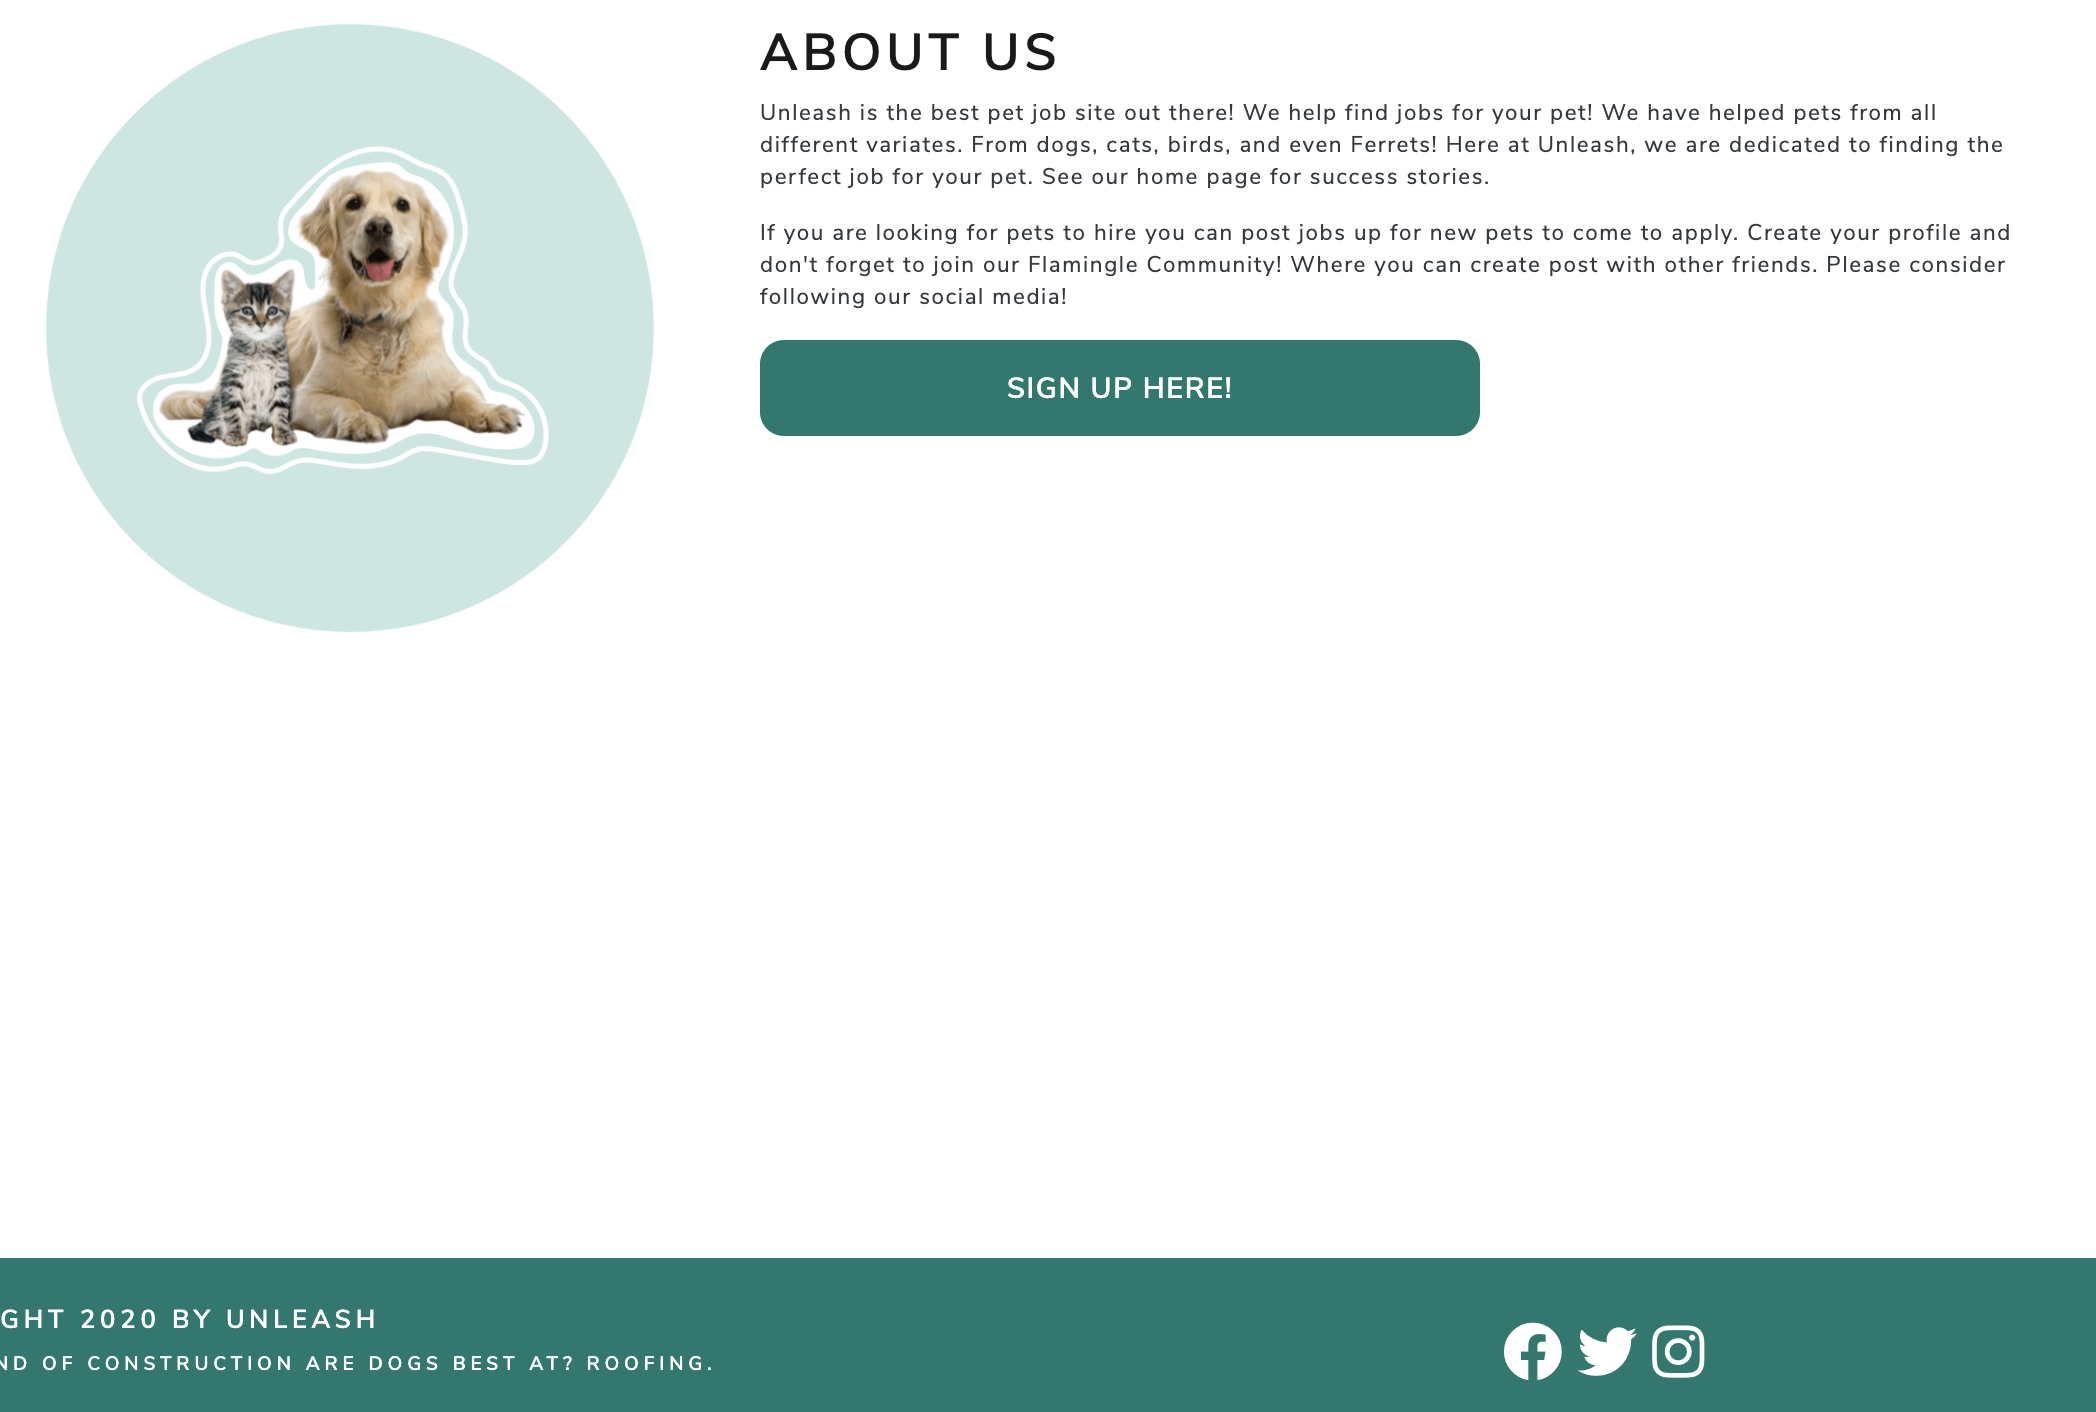 ABOUT US
Unleash is the best pet job site out there! We help find jobs for your pet! We have helped pets from all
different variates. From dogs, cats, birds, and even Ferrets! Here at Unleash, we are dedicated to finding the
perfect job for your pet. See our home page for success stories.
If you are looking for pets to hire you can post jobs up for new pets to come to apply. Create your profile and
don't forget to join our Flamingle Community! Where you can create post with other friends. Please consider
following our social media!
SIGN UP HERE!
GHT 2020 BY UNLEASH
ND OF CONSTRUCTION ARE DOGS BEST AT? ROOFING.